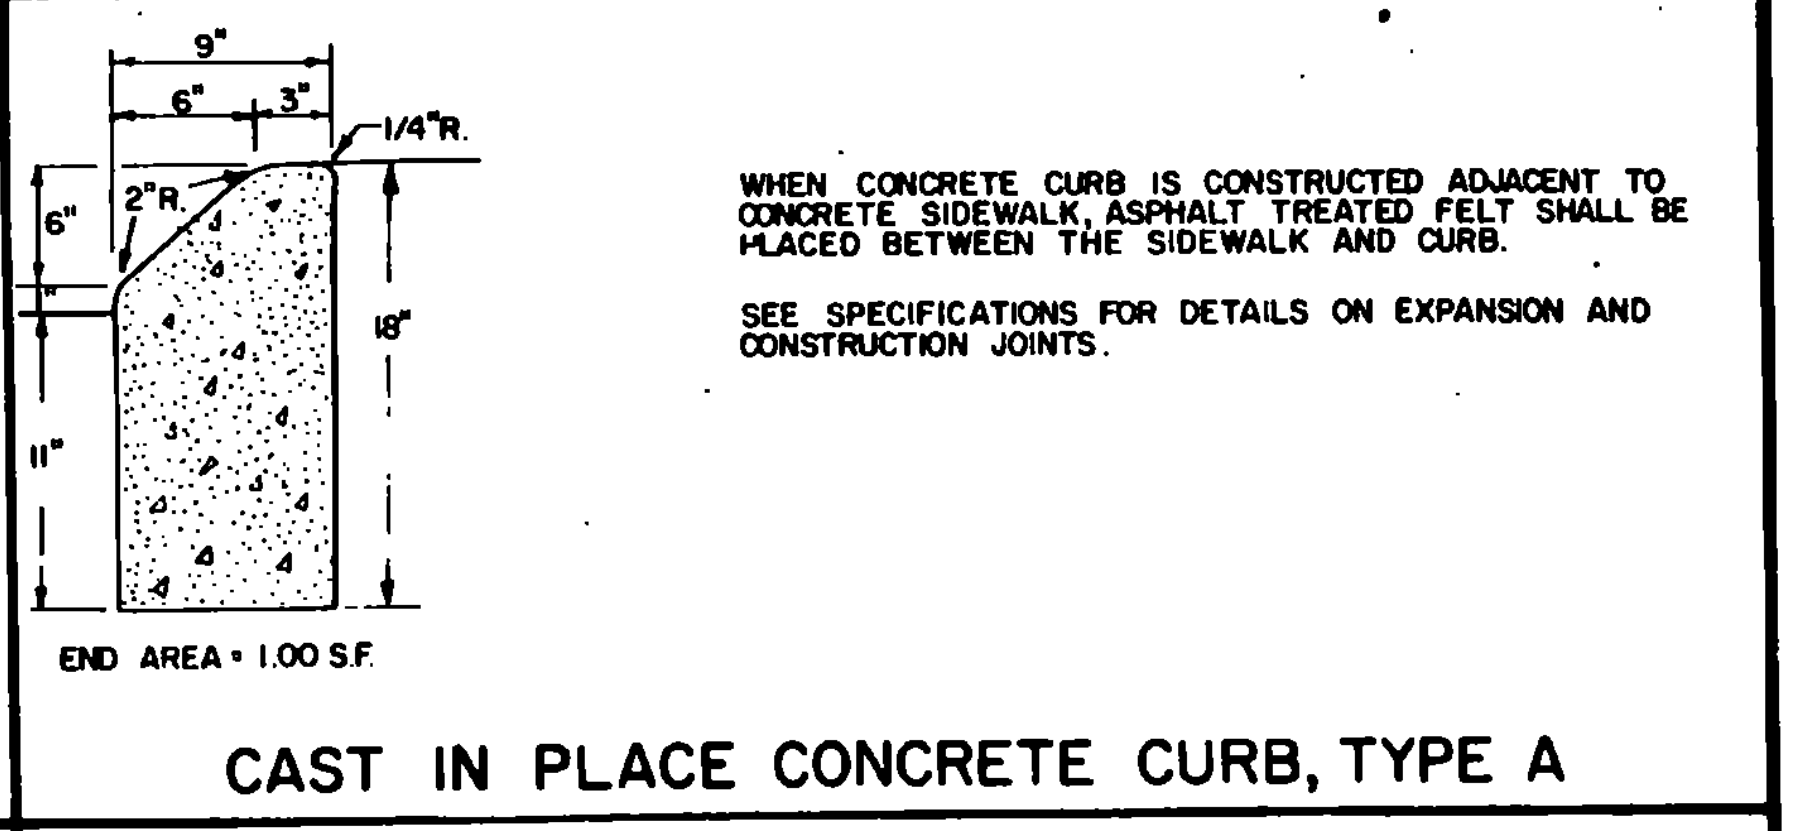 9"
6" 3"
1/4"R.
2"R.
6"
"
18"
11"
END AREA = 1.00 S.F.
WHEN CONCRETE CURB IS CONSTRUCTED ADJACENT TO
CONCRETE SIDEWALK, ASPHALT TREATED FELT SHALL BE
PLACED BETWEEN THE SIDEWALK AND CURB.
SEE SPECIFICATIONS FOR DETAILS ON EXPANSION AND
CONSTRUCTION JOINTS.
CAST IN PLACE CONCRETE CURB, TYPE A